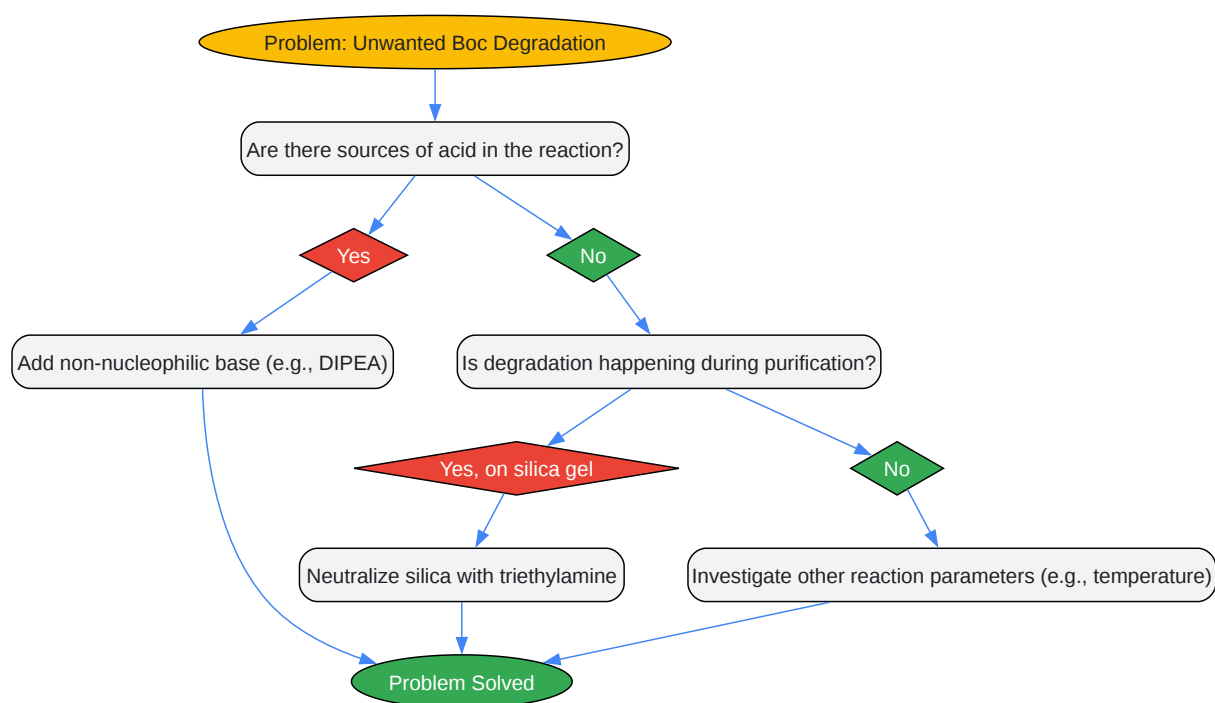 Problem: Unwanted Boc Degradation
Are there sources of acid in the reaction?
Yes
No
Add non-nucleophilic base (e.g., DIPEA)
Is degradation happening during purification?
Yes, on silica gel
No
Neutralize silica with triethylamine
Investigate other reaction parameters (e.g., temperature)
Problem Solved